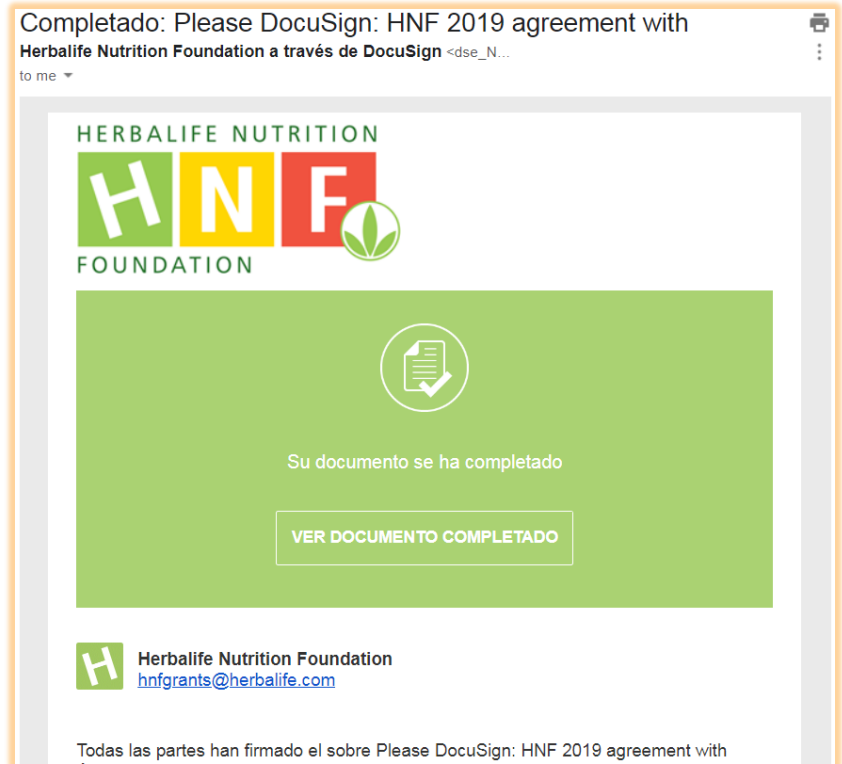 Completado: Please DocuSign: HNF 2019 agreement with
Herbalife Nutrition Foundation a través de DocuSign <dse_N...
to me
HERBALIFE NUTRITION
HNF
FOUNDATION
Su documento se ha completado
VER DOCUMENTO COMPLETADO
H
Herbalife Nutrition Foundation
hnfgrants@herbalife.com
Todas las partes han firmado el sobre Please DocuSign: HNF 2019 agreement with